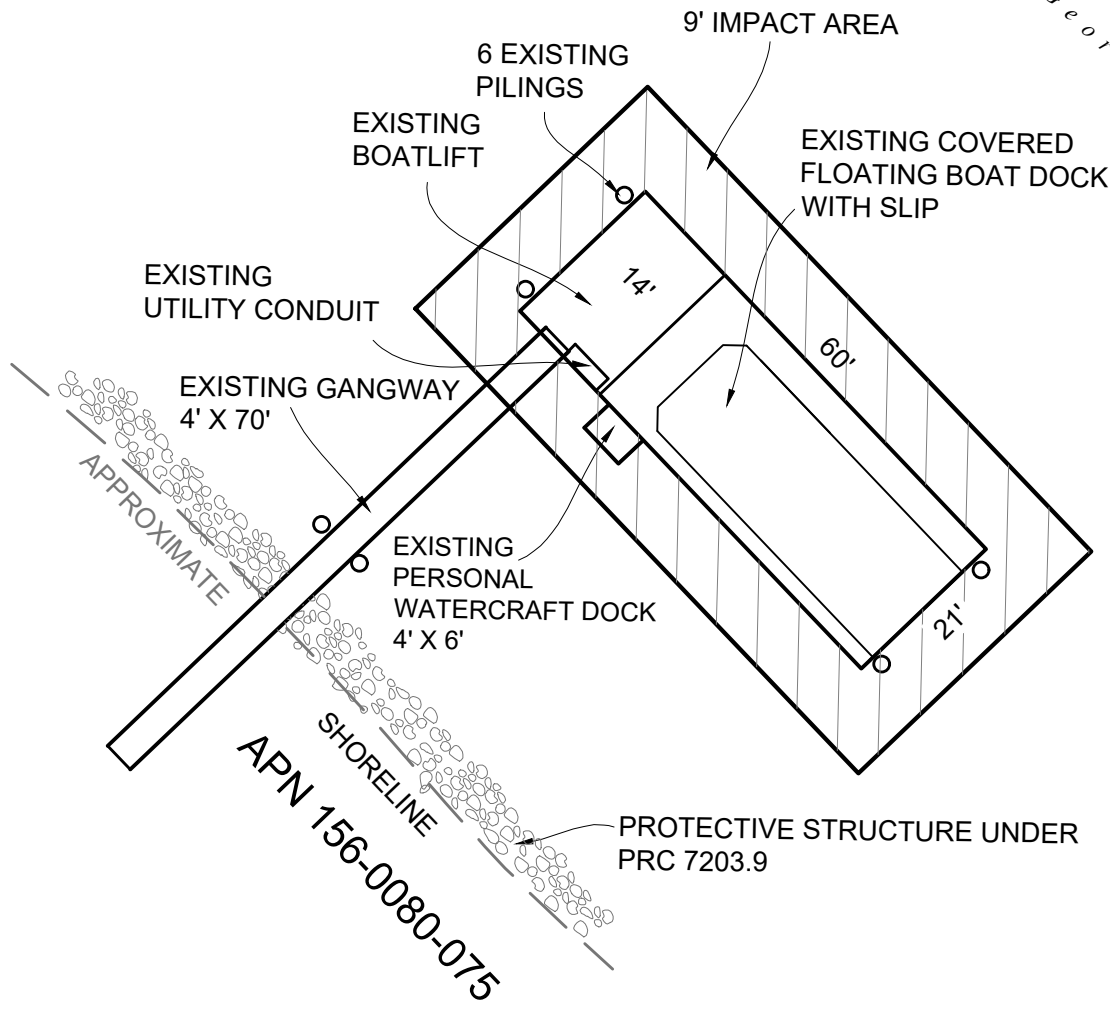 9' IMPACT AREA
6 EXISTING
PILINGS
EXISTING
BOATLIFT
EXISTING COVERED
FLOATING BOAT DOCK
WITH SLIP
14'
EXISTING
UTILITY CONDUIT
60'
EXISTING GANGWAY
4' X 70'
APPROXIMATE
EXISTING
PERSONAL
WATERCRAFT DOCK
4' X 6'
21'
SHORELINE
APN 156-0080-075
PROTECTIVE STRUCTURE UNDER
PRC 7203.9